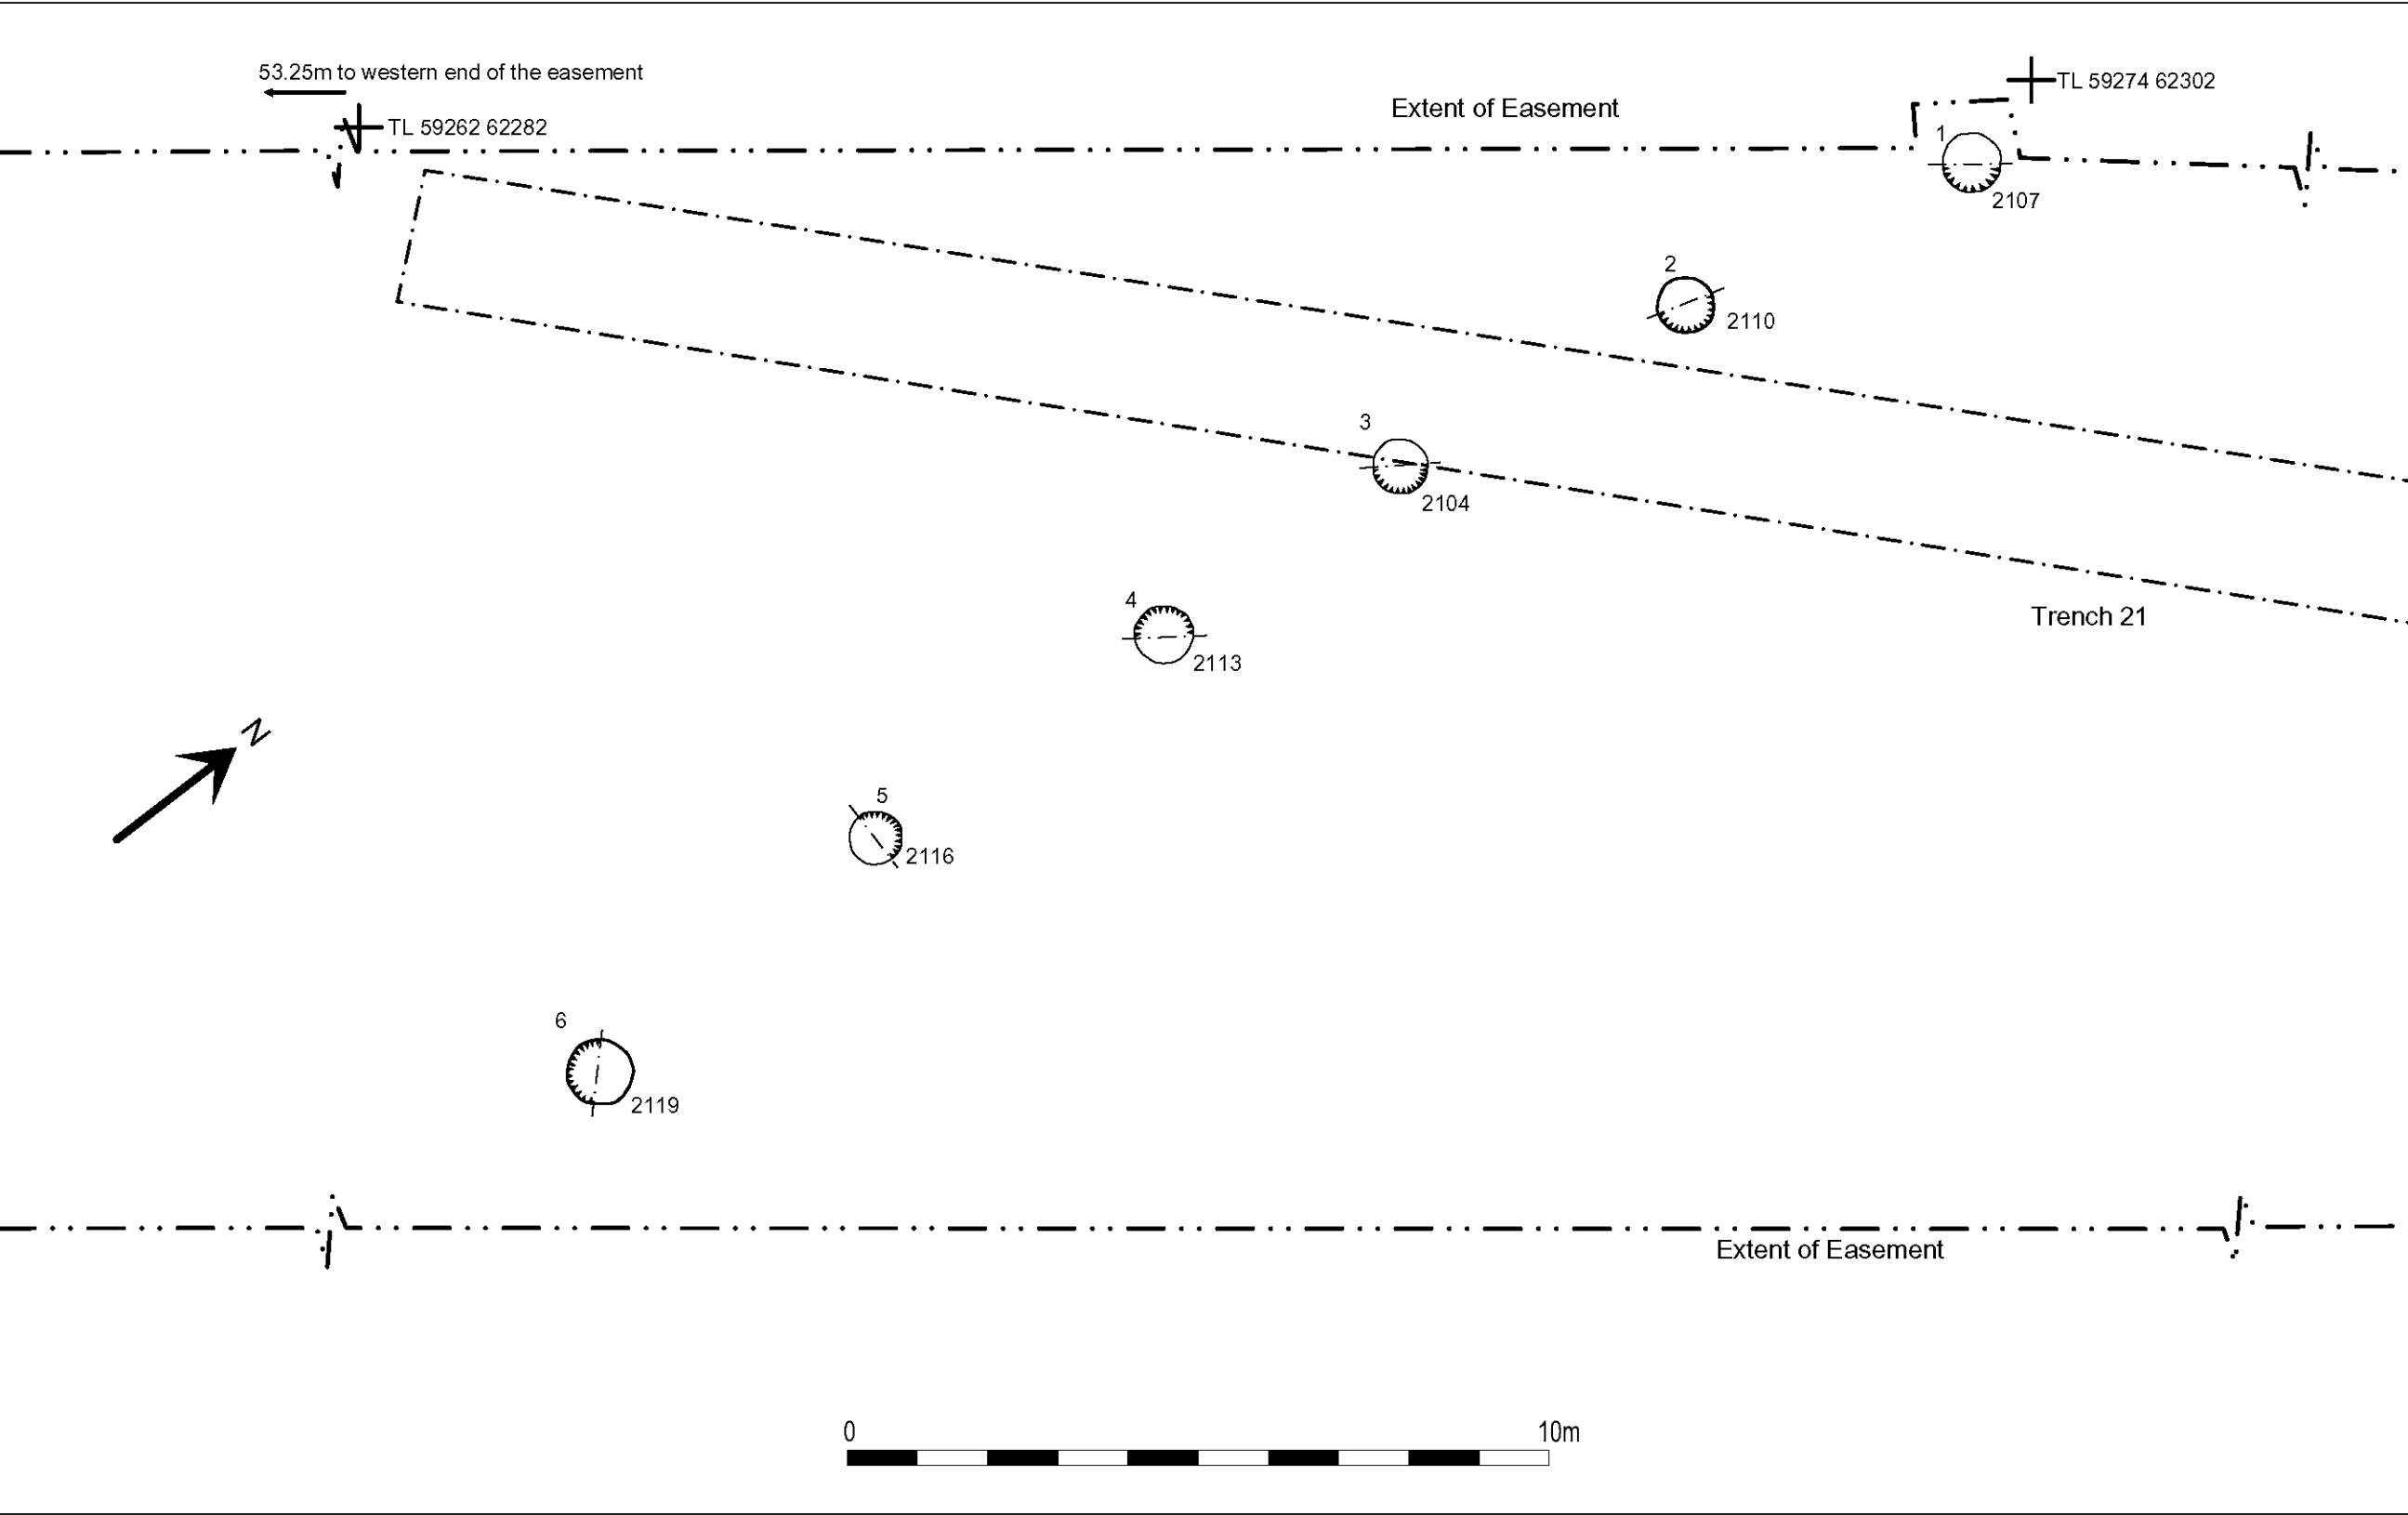 53.25m to western end of the easement
TL 59274 62302
Extent of Easement
TL 59262 62282
1
2107
2
2110
3
2104
4
Trench 21
2113
N
5
2116
6
2119
Extent of Easement
0 10m